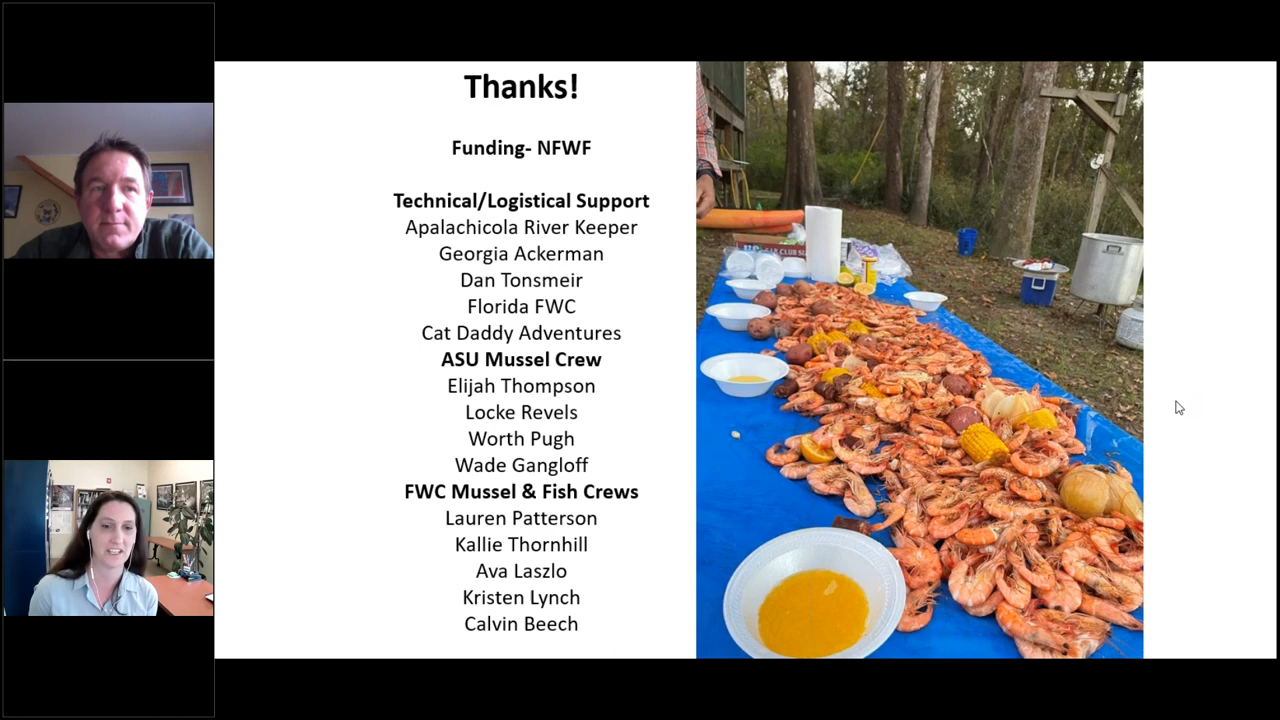 Thanks!
Funding- NFWF
Technical/Logistical Support
Apalachicola River Keeper
Georgia Ackerman
Dan Tonsmeir
Florida FWC
Cat Daddy Adventures
ASU Mussel Crew
Elijah Thompson
Locke Revels
Worth Pugh
Wade Gangloff
FWC Mussel & Fish Crews
Lauren Patterson
Kallie Thornhill
Ava Laszlo
Kristen Lynch
Calvin Beech